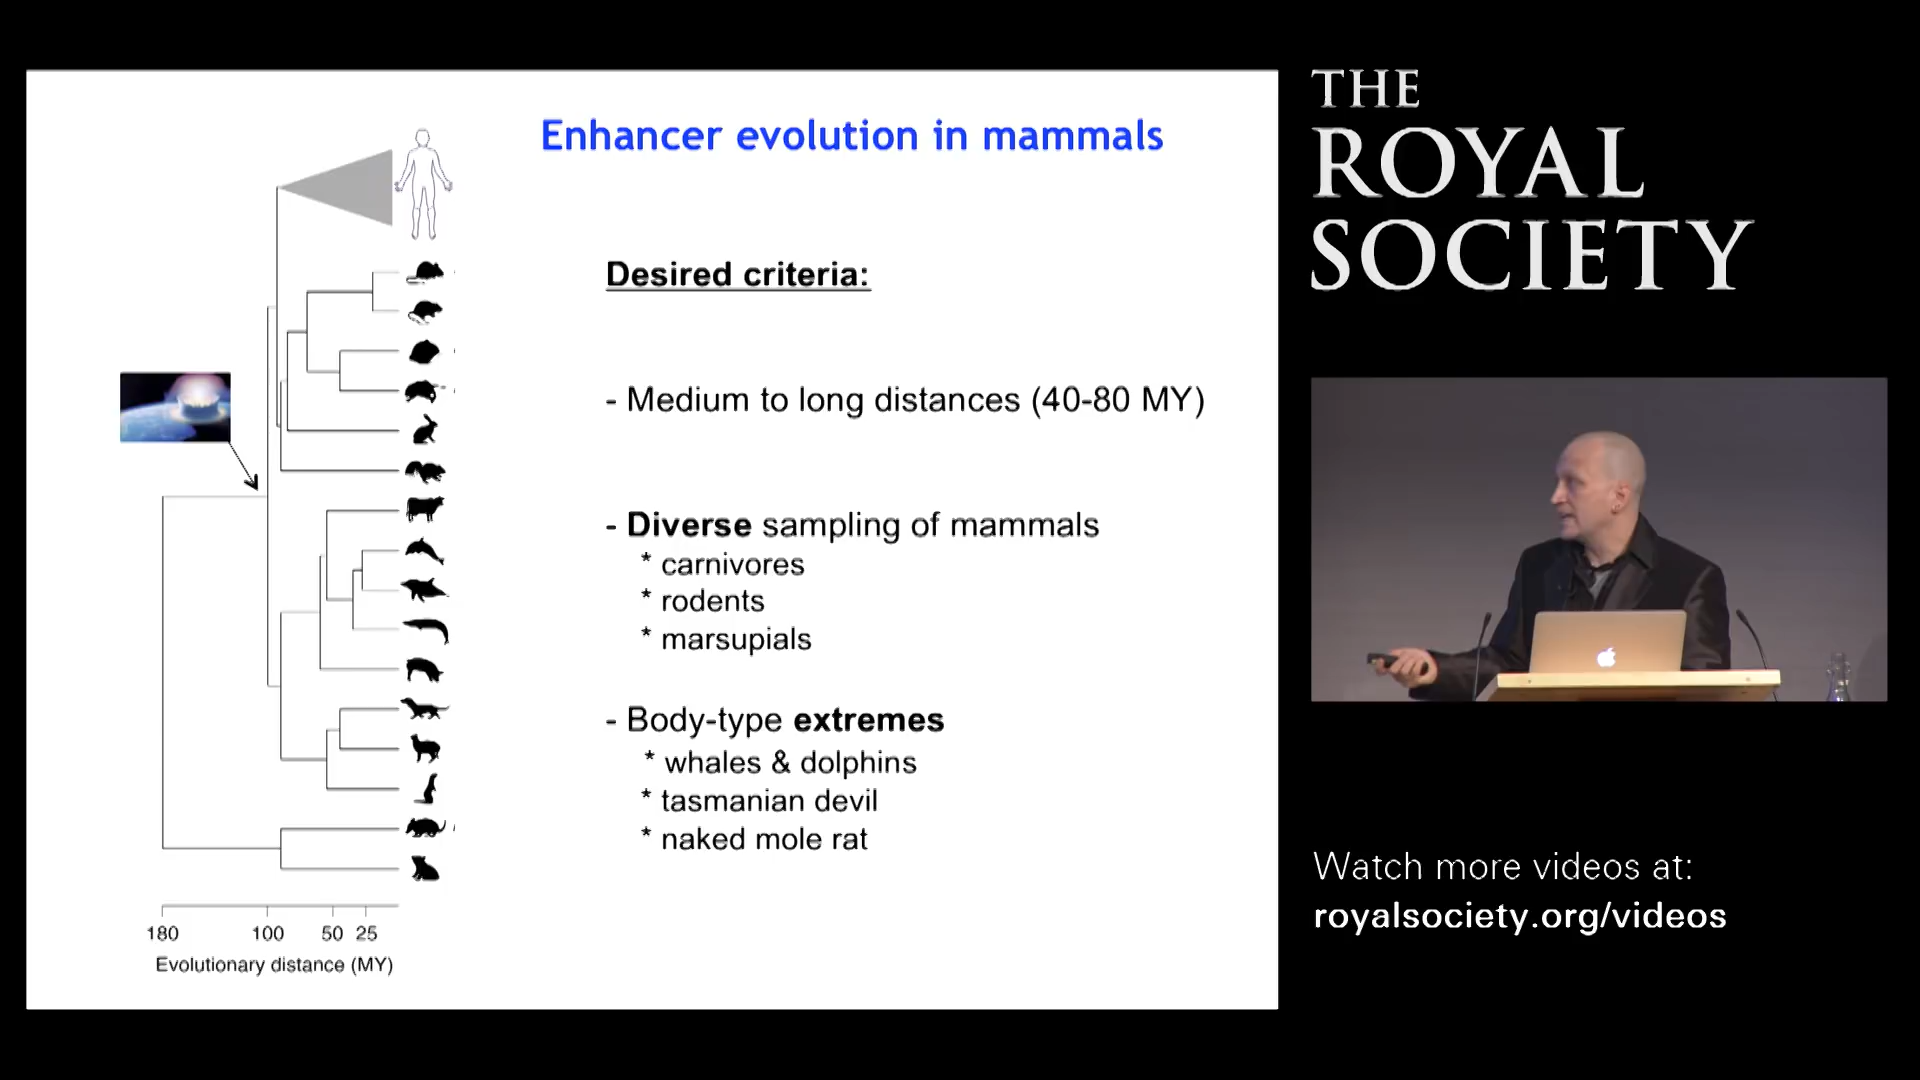 Enhancer evolution in mammals
Desired criteria:
- Medium to long distances (40-80 MY)
- Diverse sampling of mammals
* carnivores
* rodents
* marsupials
- Body-type extremes
* whales & dolphins
* tasmanian devil
* naked mole rat
180 100 50 25
Evolutionary distance (MY)
THE
ROYAL
SOCIETY
Watch more videos at:
royalsociety.org/videos